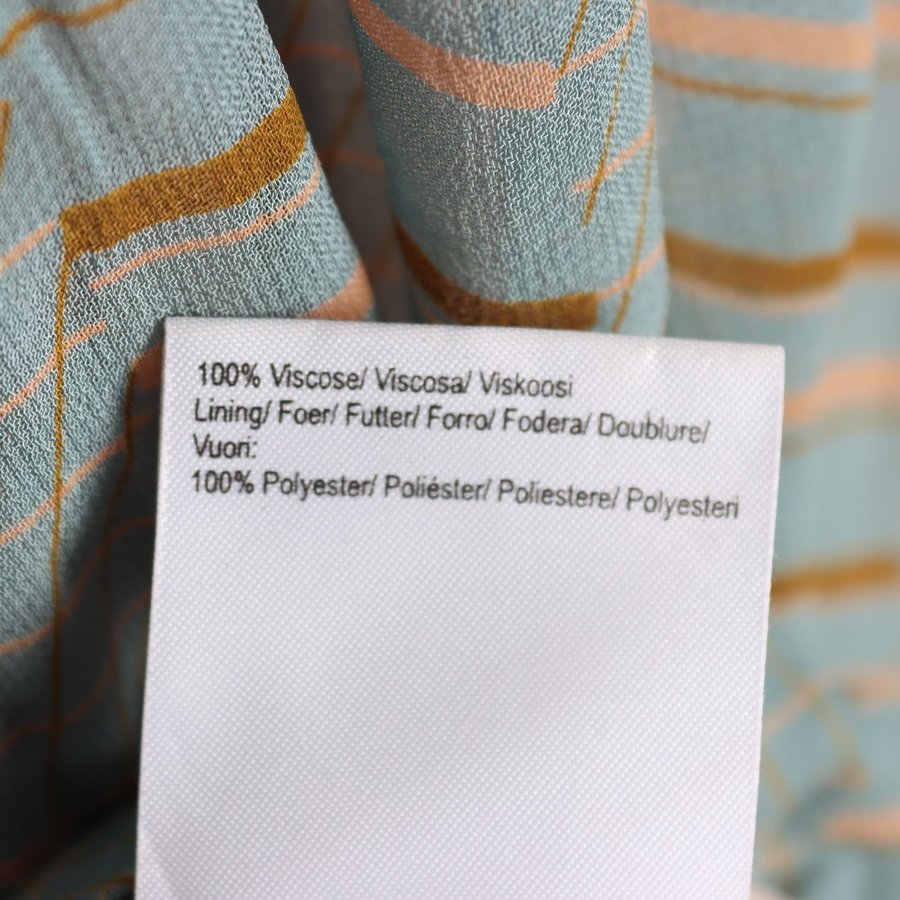 100% Viscose/ Viscosa/ Viskoosi
Lining/ Foer/ Futter/ Forro/ Fodera/ Doublure/
Vuori:
100% Polyester/ Poliéster/ Poliestere/ Polyesteri